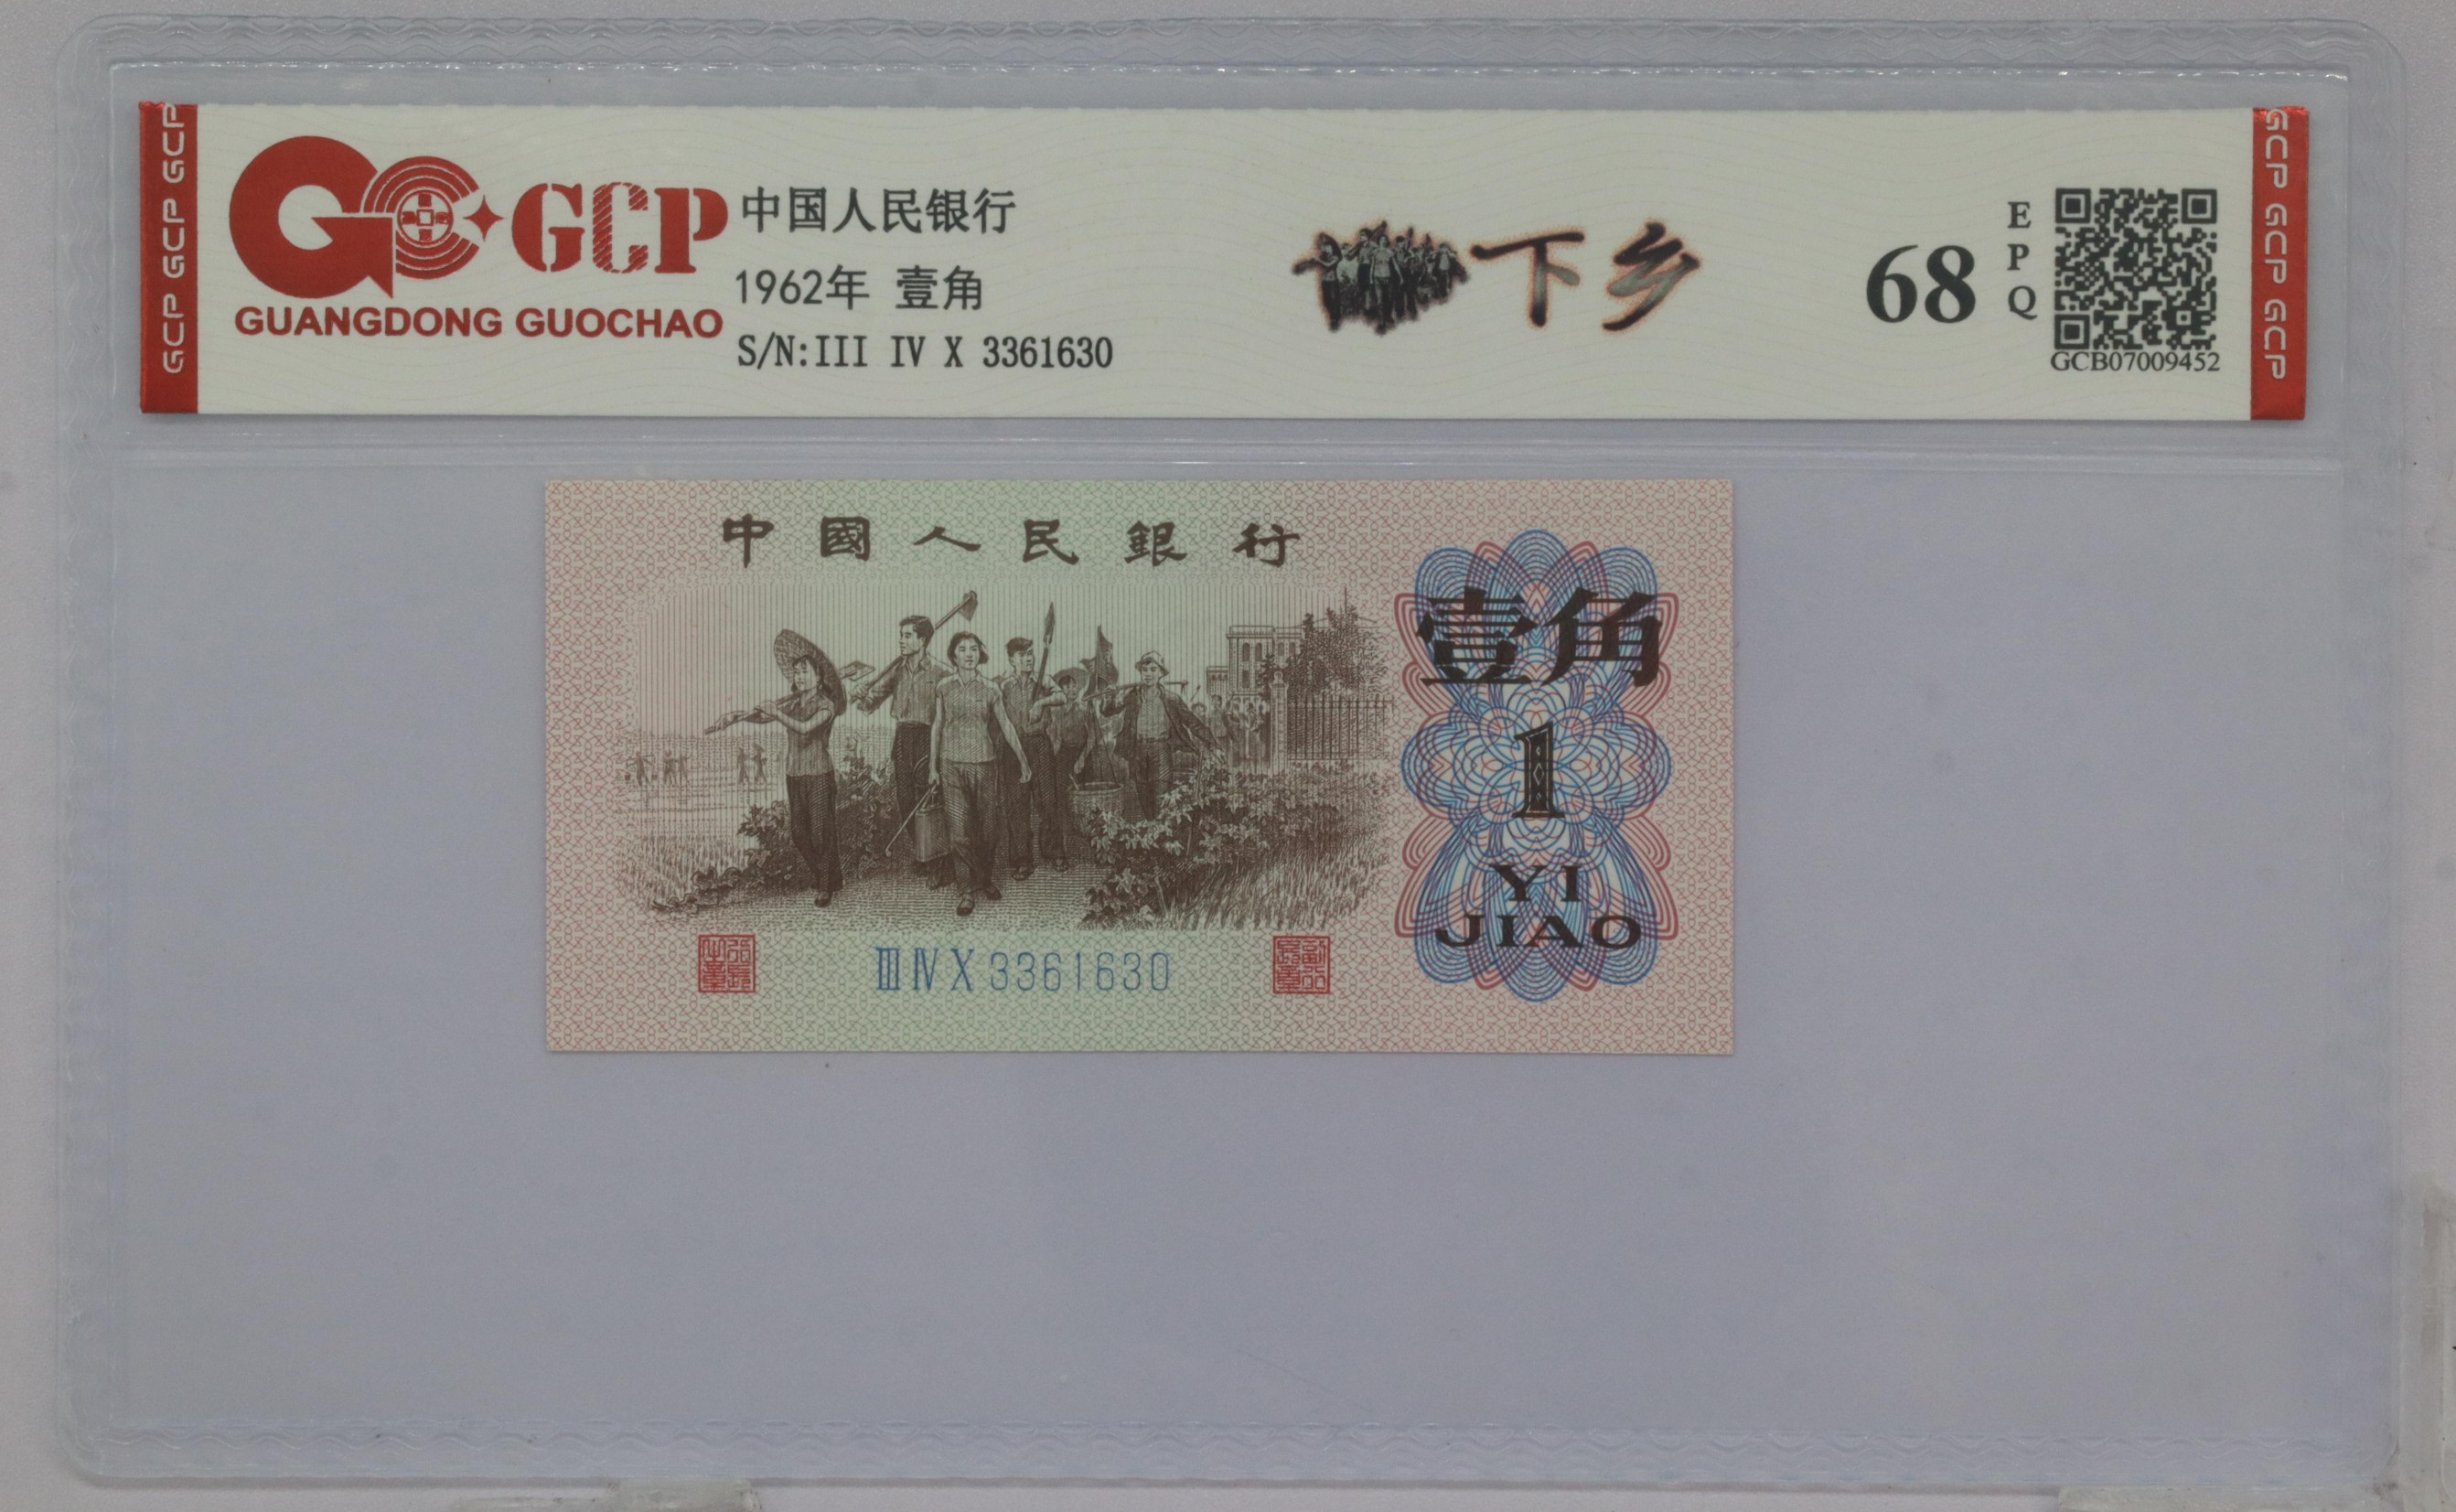 GCP GCP GCP
GCP
GUANGDONG GUOCHAO
中国人民银行
1962年 壹角
S/N:III IV X 3361630
下乡
68
EPQ
GCB07009452
GCP GCP GCP
中國人民銀行
壹角
1
YI
JIAO
III IV X 3361630